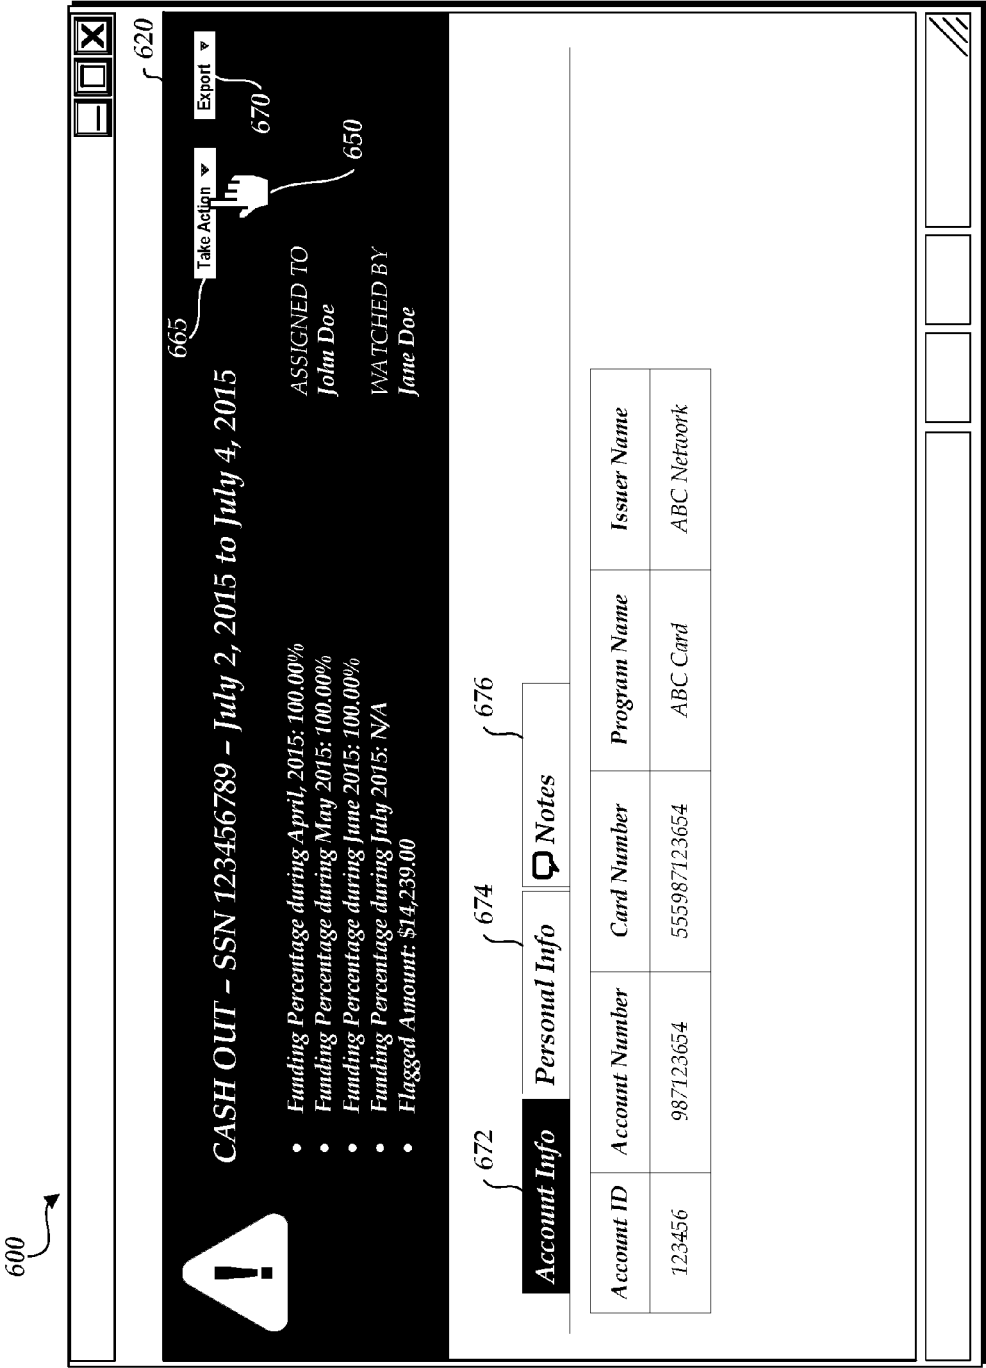 600
620
CASH OUT – SSN 123456789 – July 2, 2015 to July 4, 2015
665
Take Action
Export
670
650
• Funding Percentage during April, 2015: 100.00%
• Funding Percentage during May 2015: 100.00%
• Funding Percentage during June 2015: 100.00%
• Funding Percentage during July 2015: N/A
• Flagged Amount: $14,239.00
ASSIGNED TO
John Doe
WATCHED BY
Jane Doe
672
674
676
Account Info
Personal Info
Notes
Account ID Account Number Card Number Program Name Issuer Name
123456 987123654 555987123654 ABC Card ABC Network